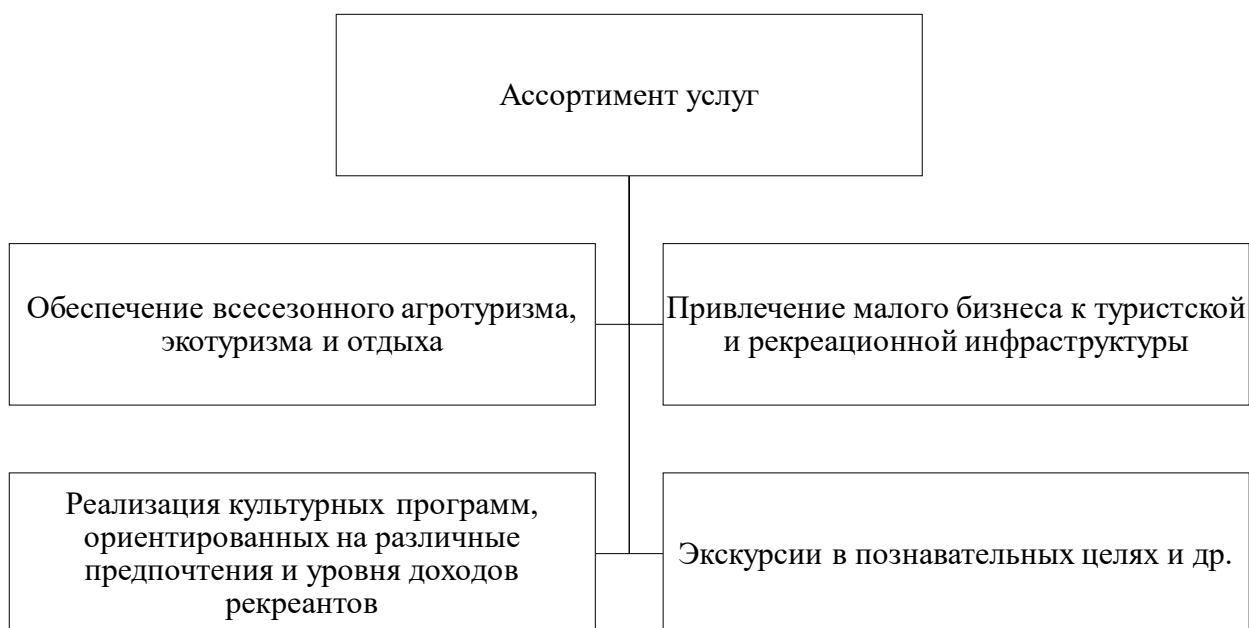 Ассортимент услуг
Обеспечение всесезонного агротуризма,
экотуризма и отдыха
Привлечение малого бизнеса к туристской
и рекреационной инфраструктуры
Реализация культурных программ,
ориентированных на различные
предпочтения и уровня доходов
рекреантов
Экскурсии в познавательных целях и др.